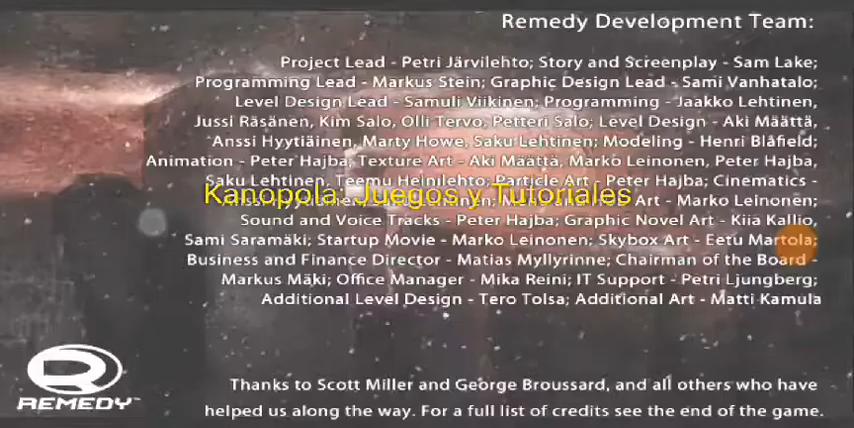 Remedy Development Team:
Project Lead - Petri Järvilehto; Story and Screenplay - Sam Lake;
Programming Lead - Markus Stein; Graphic Design Lead - Sami Vanhatalo;
Level Design Lead - Samuli Viikinen; Programming - Jaakko Lehtinen,
Jussi Räsänen, Kim Salo, Olli Tervo, Petteri Salo; Level Design - Aki Määttä,
Anssi Hyytiäinen, Marty Howe, Saku Lehtinen; Modeling - Henri Blåfield;
Animation - Peter Hajba; Texture Art - Aki Määttä, Marko Leinonen, Peter Hajba,
Saku Lehtinen, Teemu Heinilehto; Particle Art - Peter Hajba; Cinematics -
Kanopola: Juegos y Tutoriales
Art - Marko Leinonen;
Sound and Voice Tracks - Peter Hajba; Graphic Novel Art - Kiia Kallio,
Sami Saramäki; Startup Movie - Marko Leinonen; Skybox Art - Eetu Martola;
Business and Finance Director - Matias Myllyrinne; Chairman of the Board -
Markus Mäki; Office Manager - Mika Reini; IT Support - Petri Ljungberg;
Additional Level Design - Tero Tolsa; Additional Art - Matti Kamula
REMEDY™
Thanks to Scott Miller and George Broussard, and all others who have
helped us along the way. For a full list of credits see the end of the game.